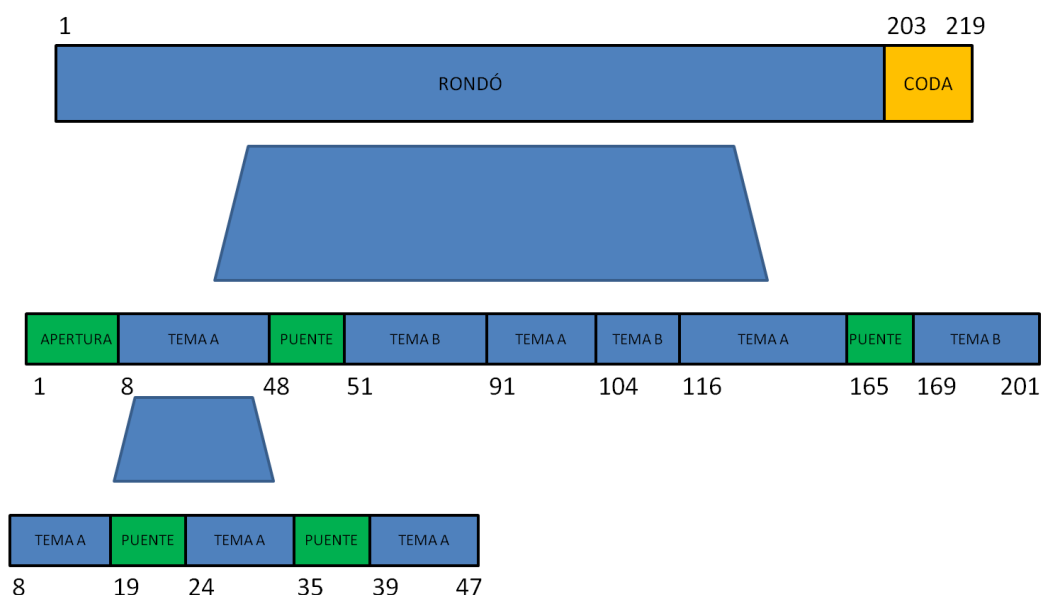 1 203 219
RONDÓ CODA
APERTURA TEMA A PUENTE TEMA B TEMA A TEMA B TEMA A PUENTE TEMA B
1 8 48 51 91 104 116 165 169 201
TEMA A PUENTE TEMA A PUENTE TEMA A
8 19 24 35 39 47